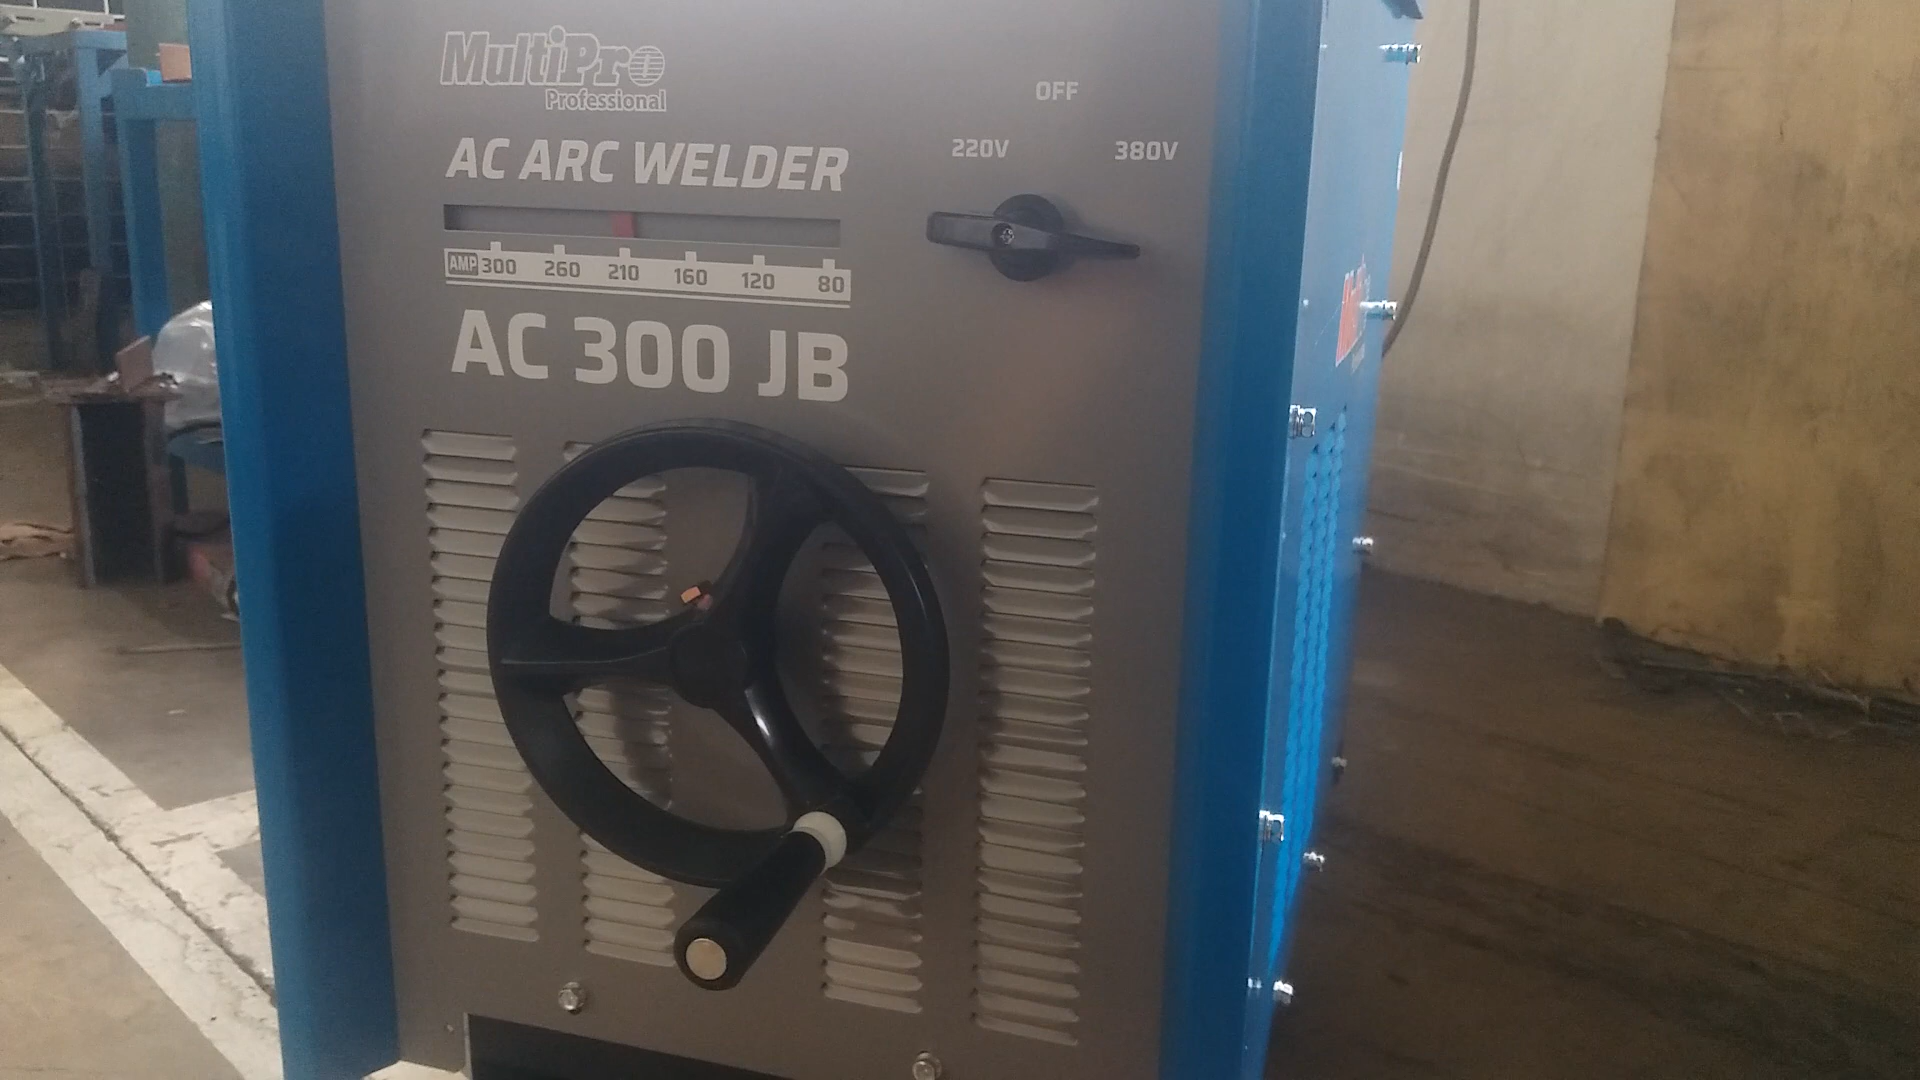 MultiPro
Professional
AC ARC WELDER
AMP 300 260 210 160 120 80
AC 300 JB
OFF
220V 380V